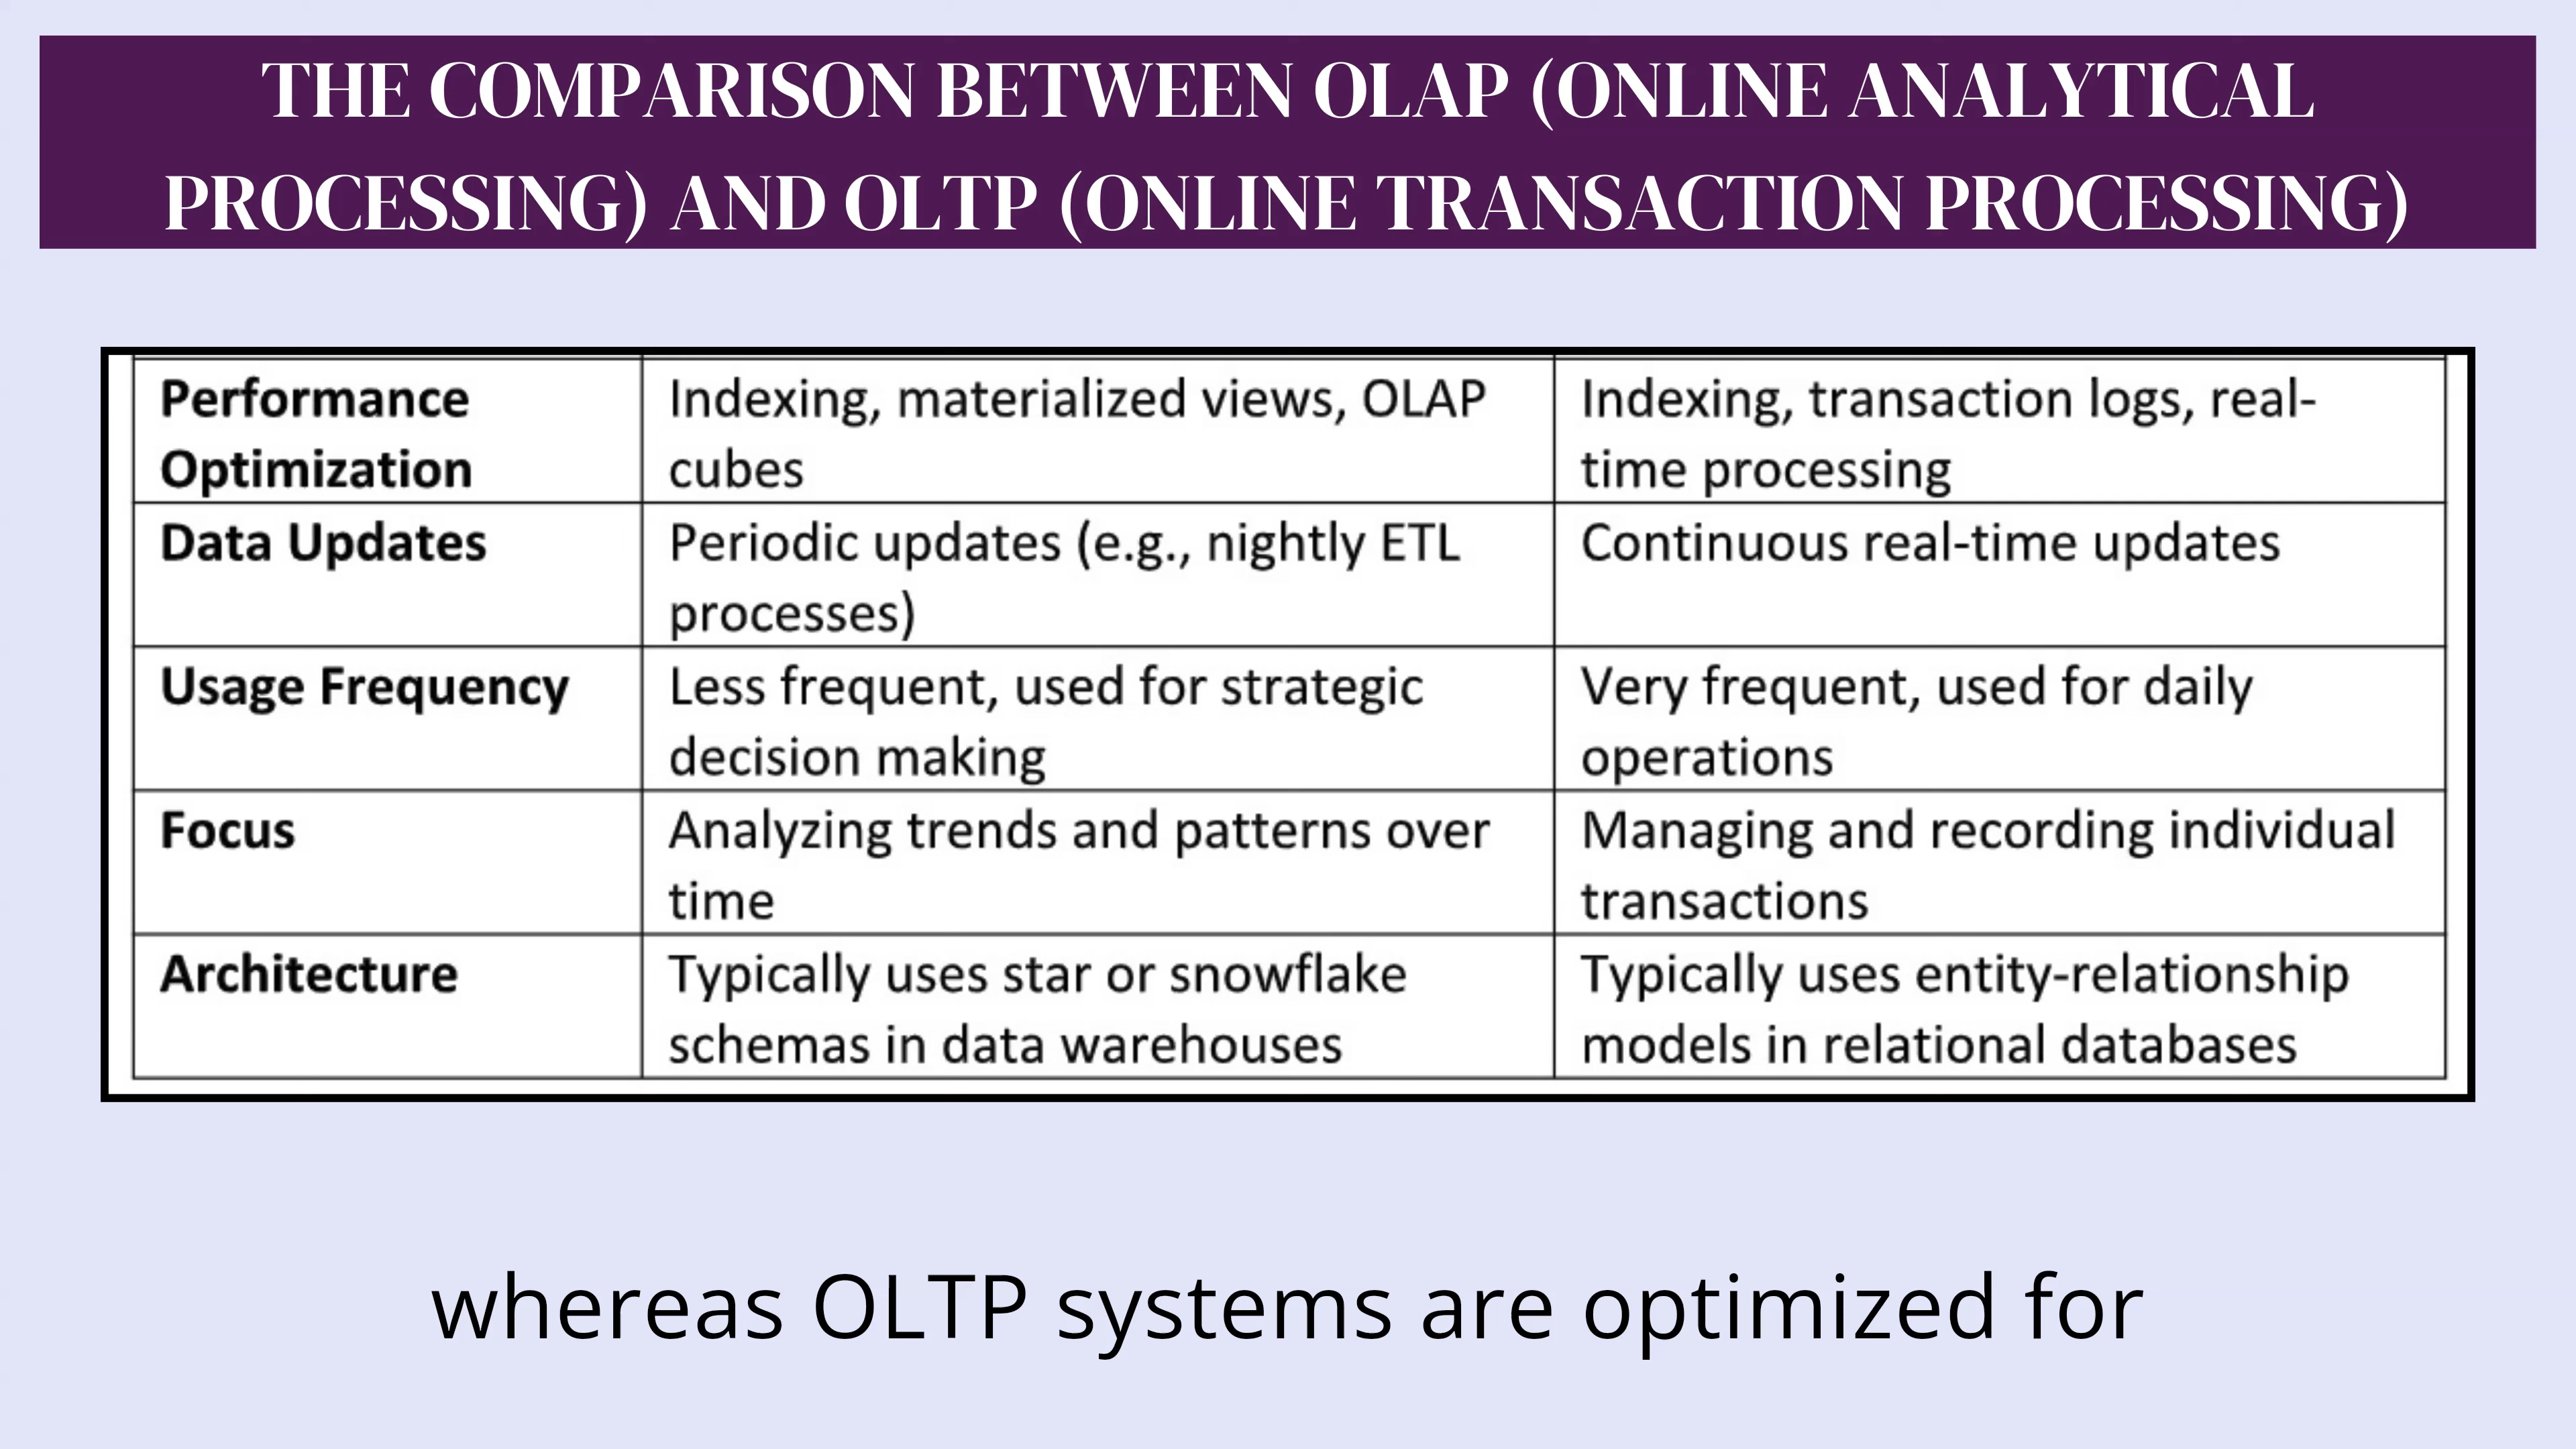 THE COMPARISON BETWEEN OLAP (ONLINE ANALYTICAL
PROCESSING) AND OLTP (ONLINE TRANSACTION PROCESSING)
Performance
Optimization
Indexing, materialized views, OLAP
cubes
Indexing, transaction logs, real-
time processing
Data Updates
Periodic updates (e.g., nightly ETL
processes)
Continuous real-time updates
Usage Frequency
Less frequent, used for strategic
decision making
Very frequent, used for daily
operations
Focus
Analyzing trends and patterns over
time
Managing and recording individual
transactions
Architecture
Typically uses star or snowflake
schemas in data warehouses
Typically uses entity-relationship
models in relational databases
whereas OLTP systems are optimized for